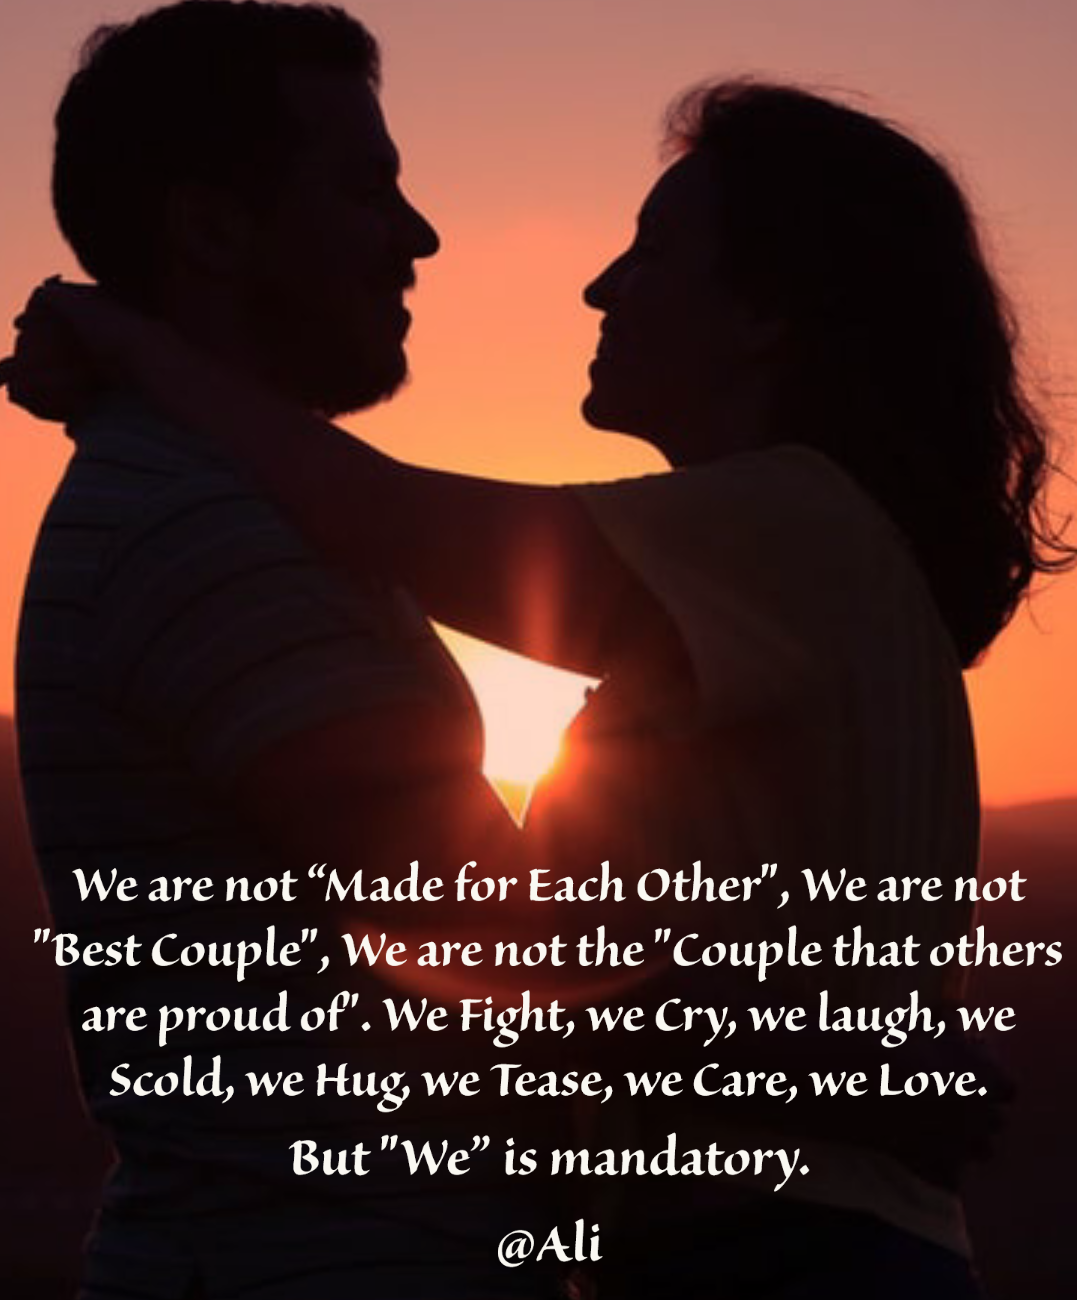 We are not “Made for Each Other", We are not
"Best Couple", We are not the "Couple that others
are proud of". We Fight, we Cry, we laugh, we
Scold, we Hug, we Tease, we Care, we Love.
But "We” is mandatory.
@Ali